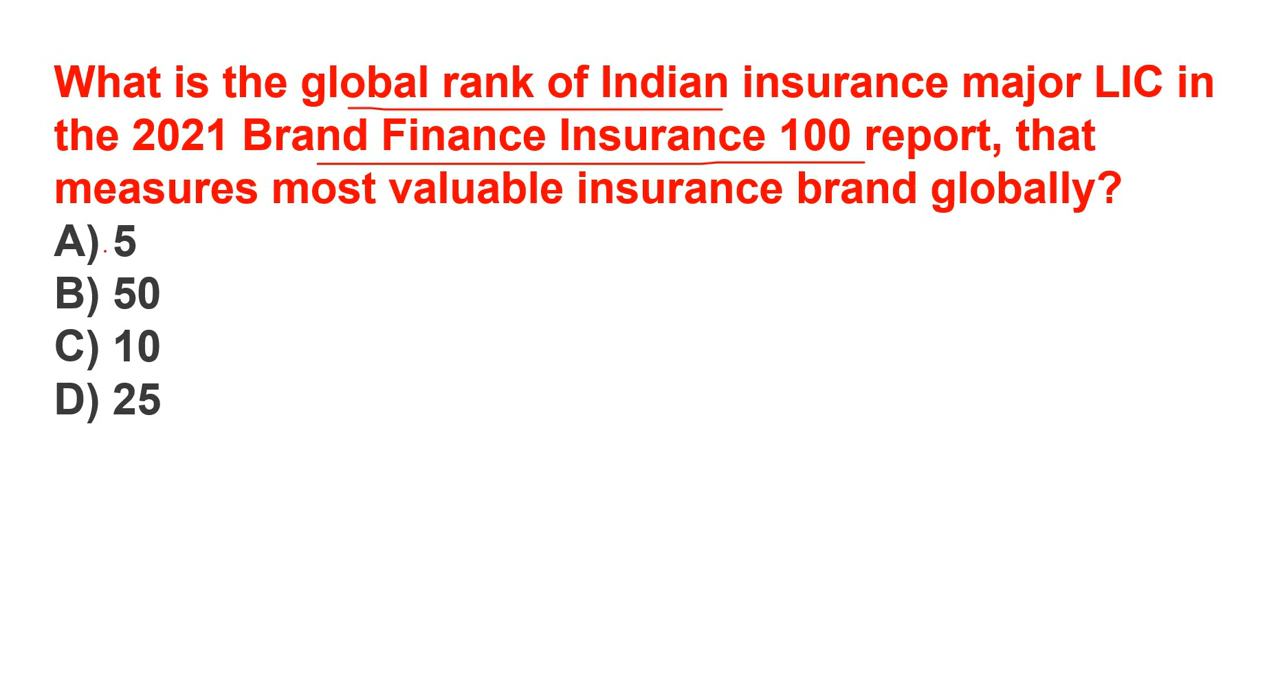 What is the global rank of Indian insurance major LIC in
the 2021 Brand Finance Insurance 100 report, that
measures most valuable insurance brand globally?
A) 5
B) 50
C) 10
D) 25